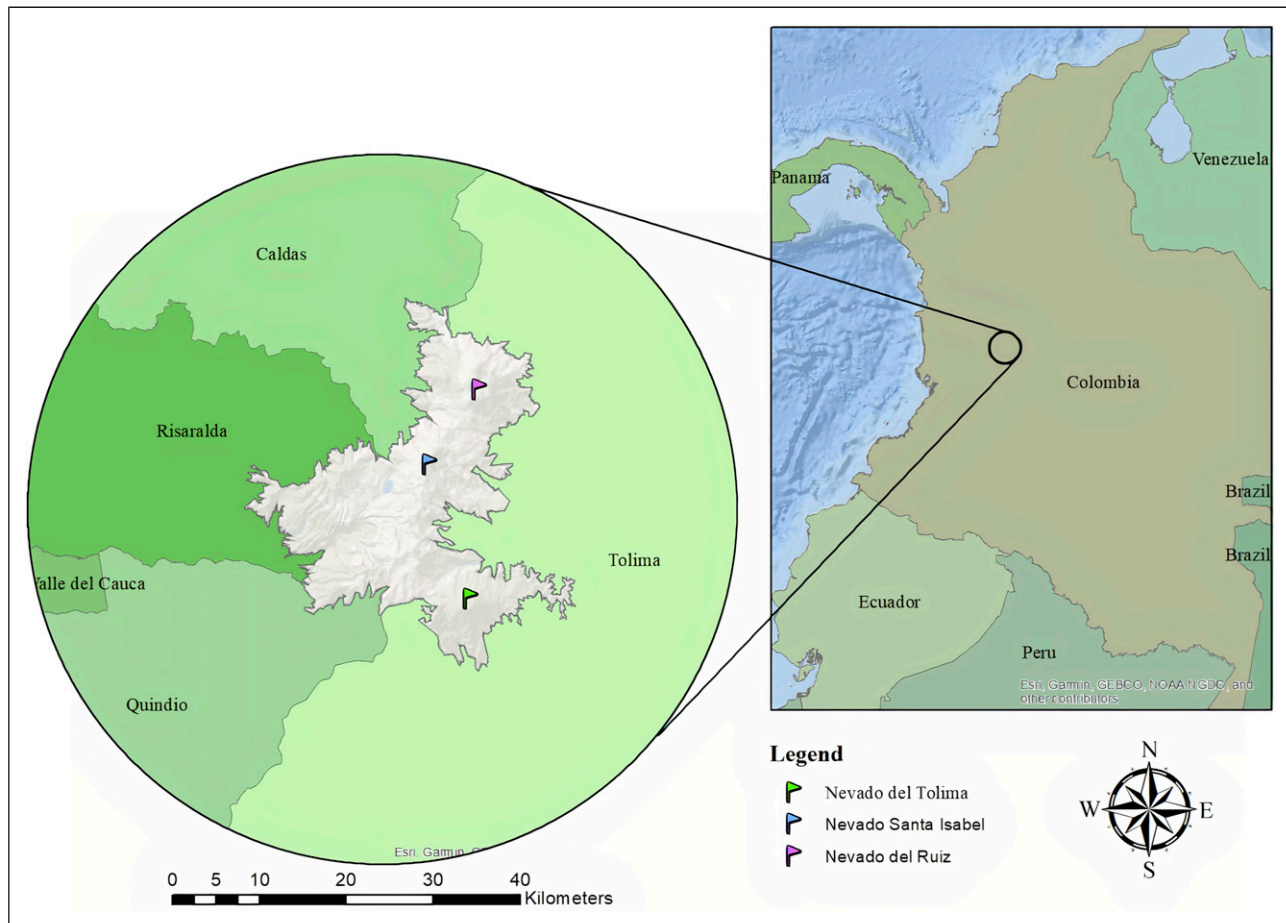 Caldas
Risaralda
Valle del Cauca
Tolima
Quindio
Esri, Garmin,
0 5 10 20 30 40
Kilometers
Panama
Venezuela
Colombia
Brazil
Brazil
Ecuador
Peru
Esri, Garmin, GEBCO, NOAA NGDC, and
other contributors
Legend
Nevado del Tolima
Nevado Santa Isabel
Nevado del Ruiz
N
W E
S